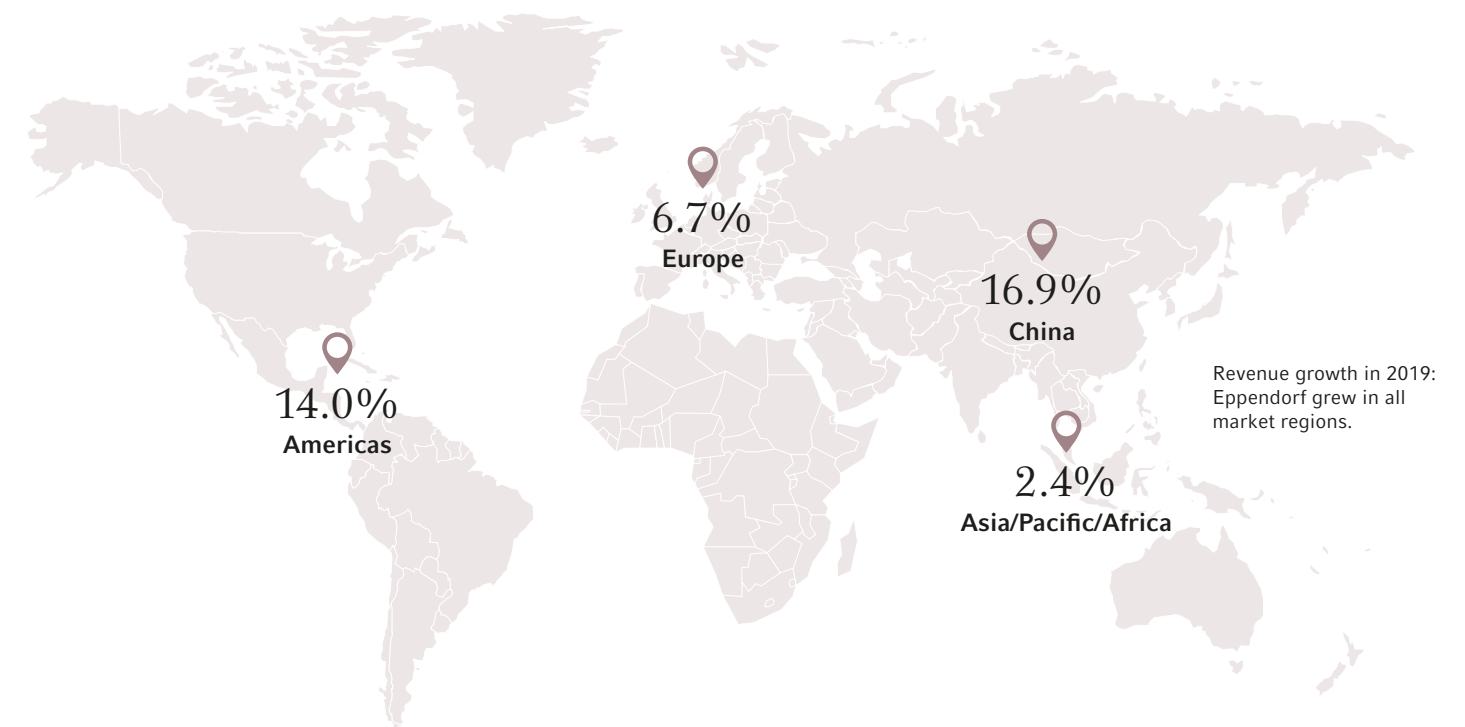 6.7%
Europe
16.9%
China
14.0%
Americas
Revenue growth in 2019:
Eppendorf grew in all
market regions.
2.4%
Asia/Pacific/Africa